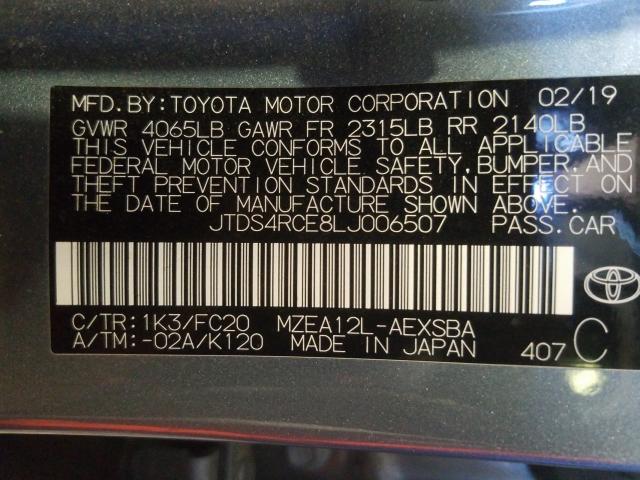 MFD.BY:TOYOTA MOTOR CORPORATION 02/19
GVWR 4065LB GAWR FR 2315LB RR 2140LB
THIS VEHICLE CONFORMS TO ALL APPLICABLE
FEDERAL MOTOR VEHICLE SAFETY,BUMPER,AND
THEFT PREVENTION STANDARDS IN EFFECT ON
THE DATE OF MANUFACTURE SHOWN ABOVE.
JTDS4RCE8LJ006507 PASS.CAR
C/TR:1K3/FC20 MZEA12L-AEXSBA
A/TM:-02A/K120 MADE IN JAPAN 407 C